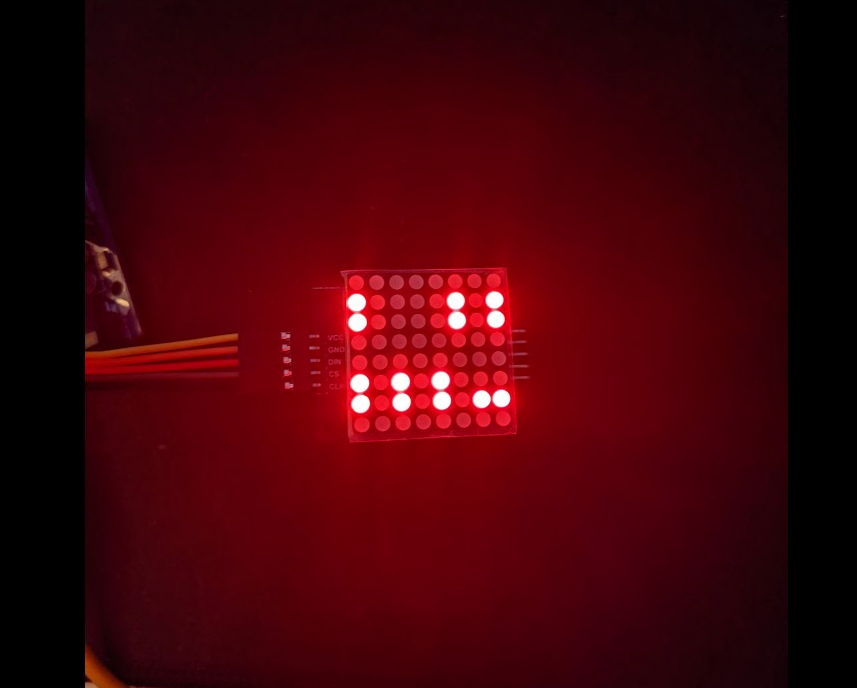 VCC
GND
DIN
CS
CLK